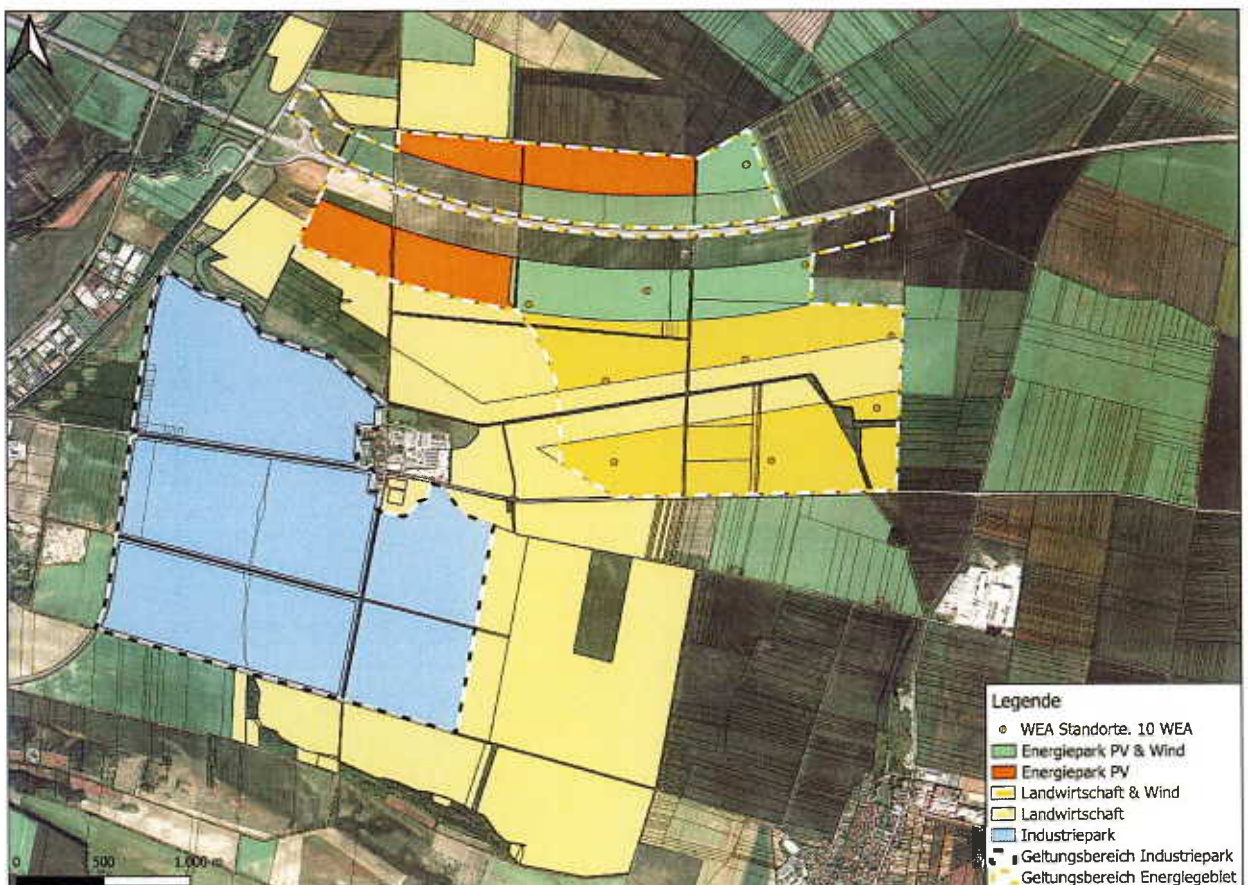 Legende
WEA Standorte. 10 WEA
Energiepark PV & Wind
Energiepark PV
Landwirtschaft & Wind
Landwirtschaft
Industriepark
Geltungsbereich Industriepark
Geltungsbereich Energiegebiet
0 500 1.000 m